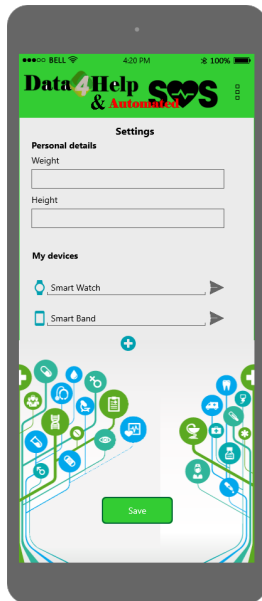 BELL 4:20 PM 100%
Data4Help
& Automated SOS
Settings
Personal details
Weight
Height
My devices
Smart Watch
Smart Band
Save